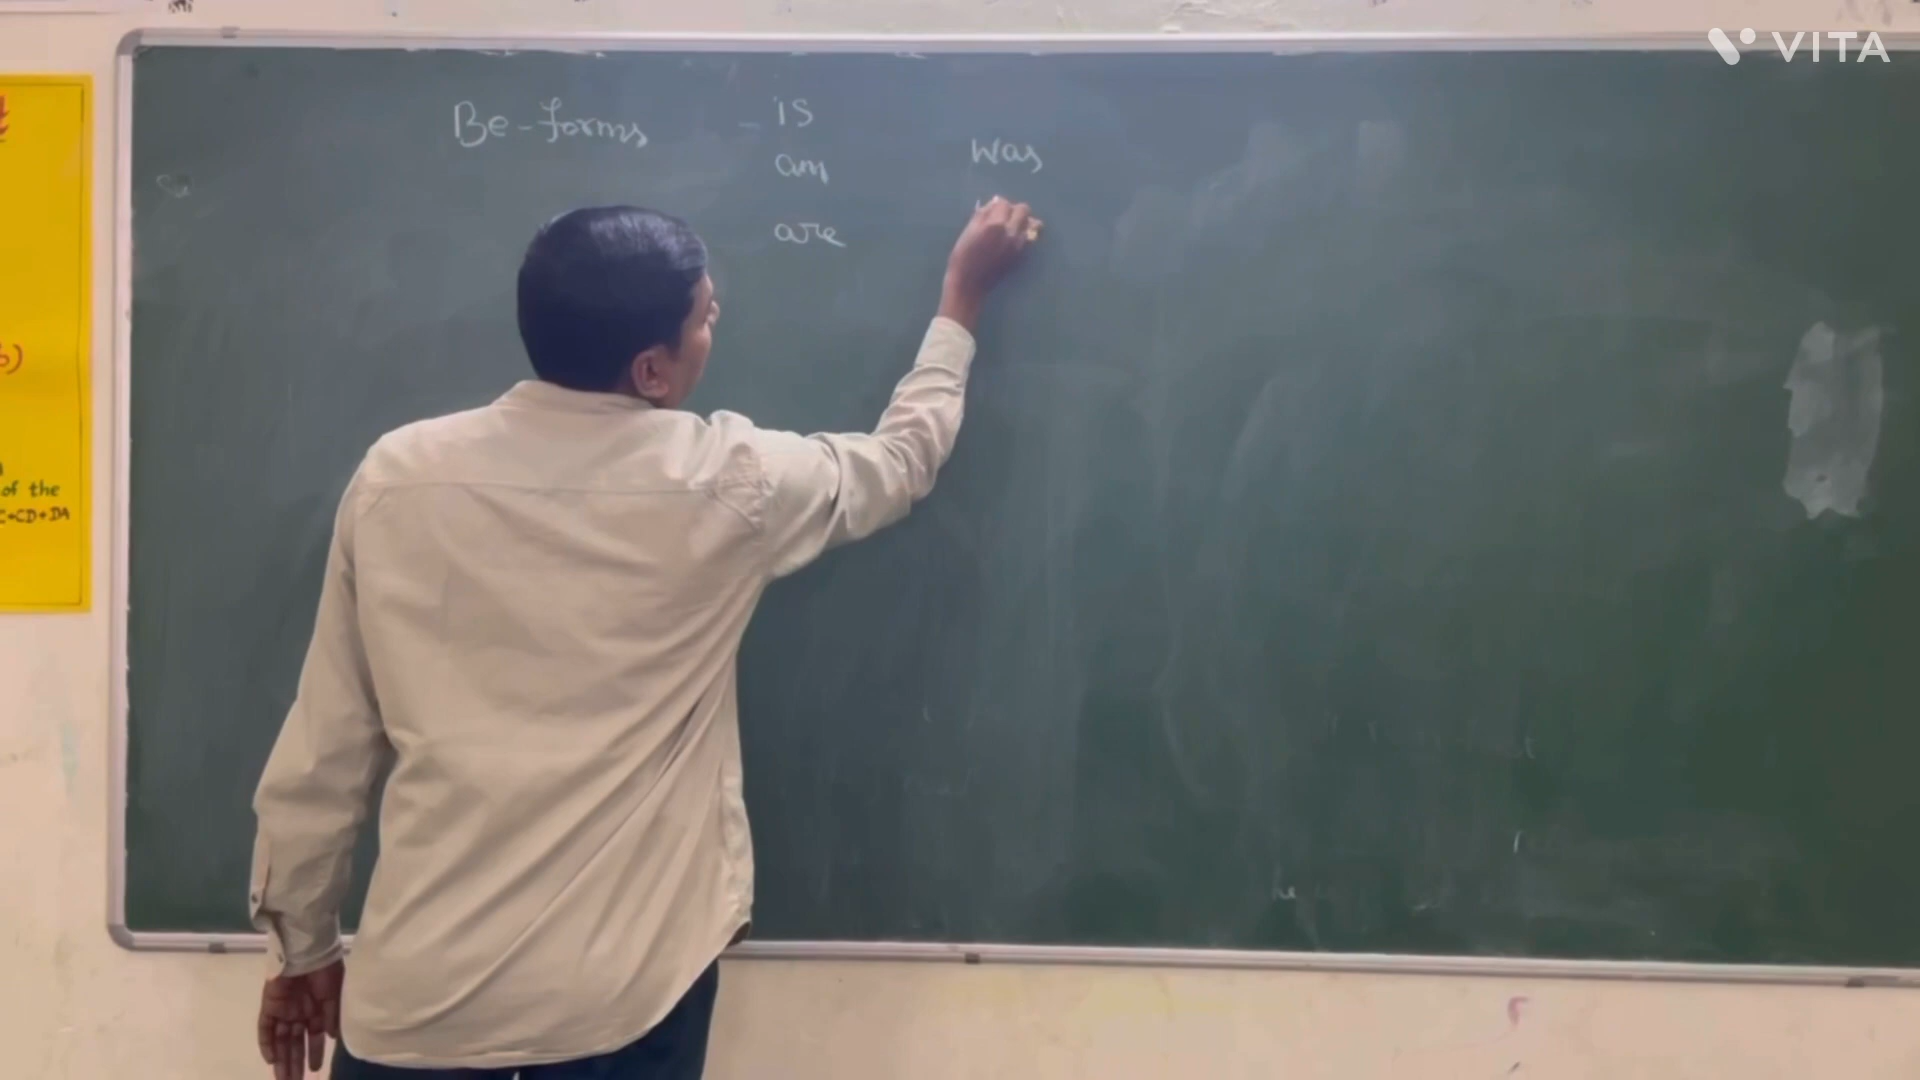 VITA
Be-forms - is
am
was
are
b)
of the
C+CD+DA